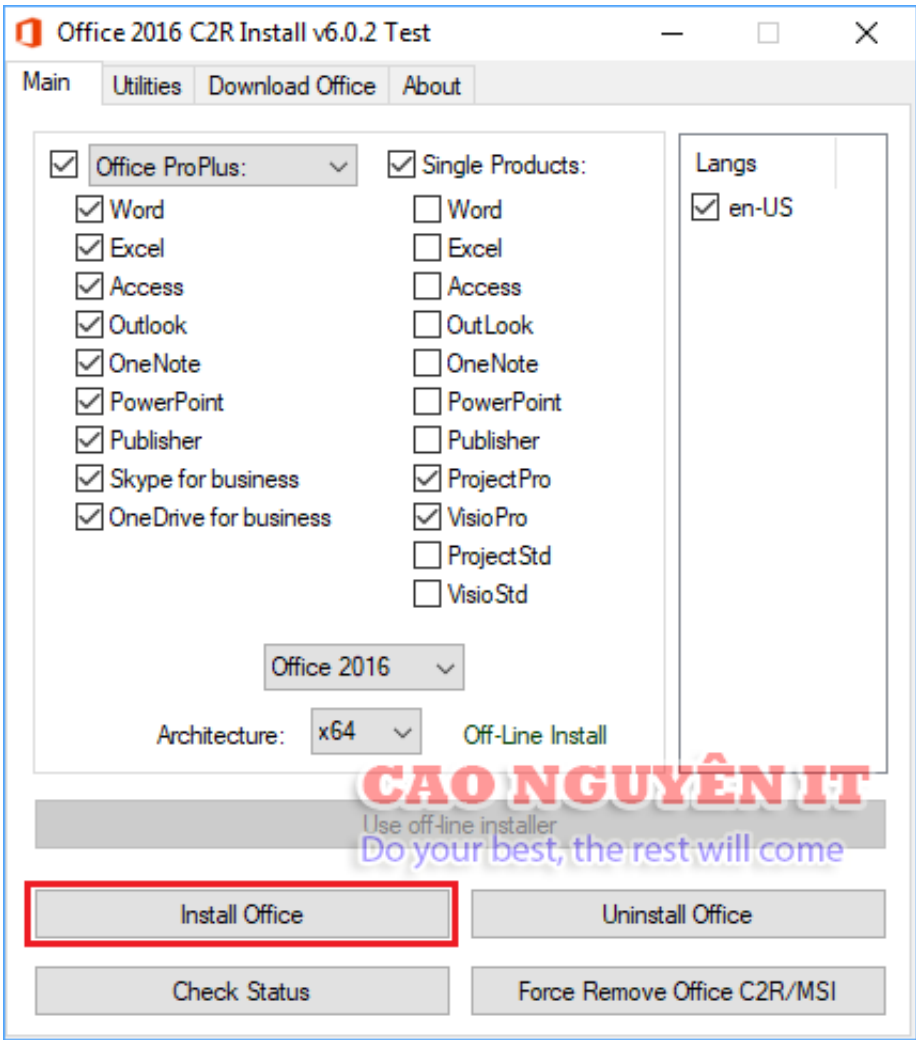 Office 2016 C2R Install v6.0.2 Test
Main Utilities Download Office About
Office ProPlus: Single Products: Langs
Word Word en-US
Excel Excel
Access Access
Outlook OutLook
OneNote OneNote
PowerPoint PowerPoint
Publisher Publisher
Skype for business ProjectPro
OneDrive for business VisioPro
ProjectStd
VisioStd
Office 2016
Architecture: x64 Off-Line Install
CAO NGUYÊN IT
Use off-line installer
Do your best, the rest will come
Install Office Uninstall Office
Check Status Force Remove Office C2R/MSI